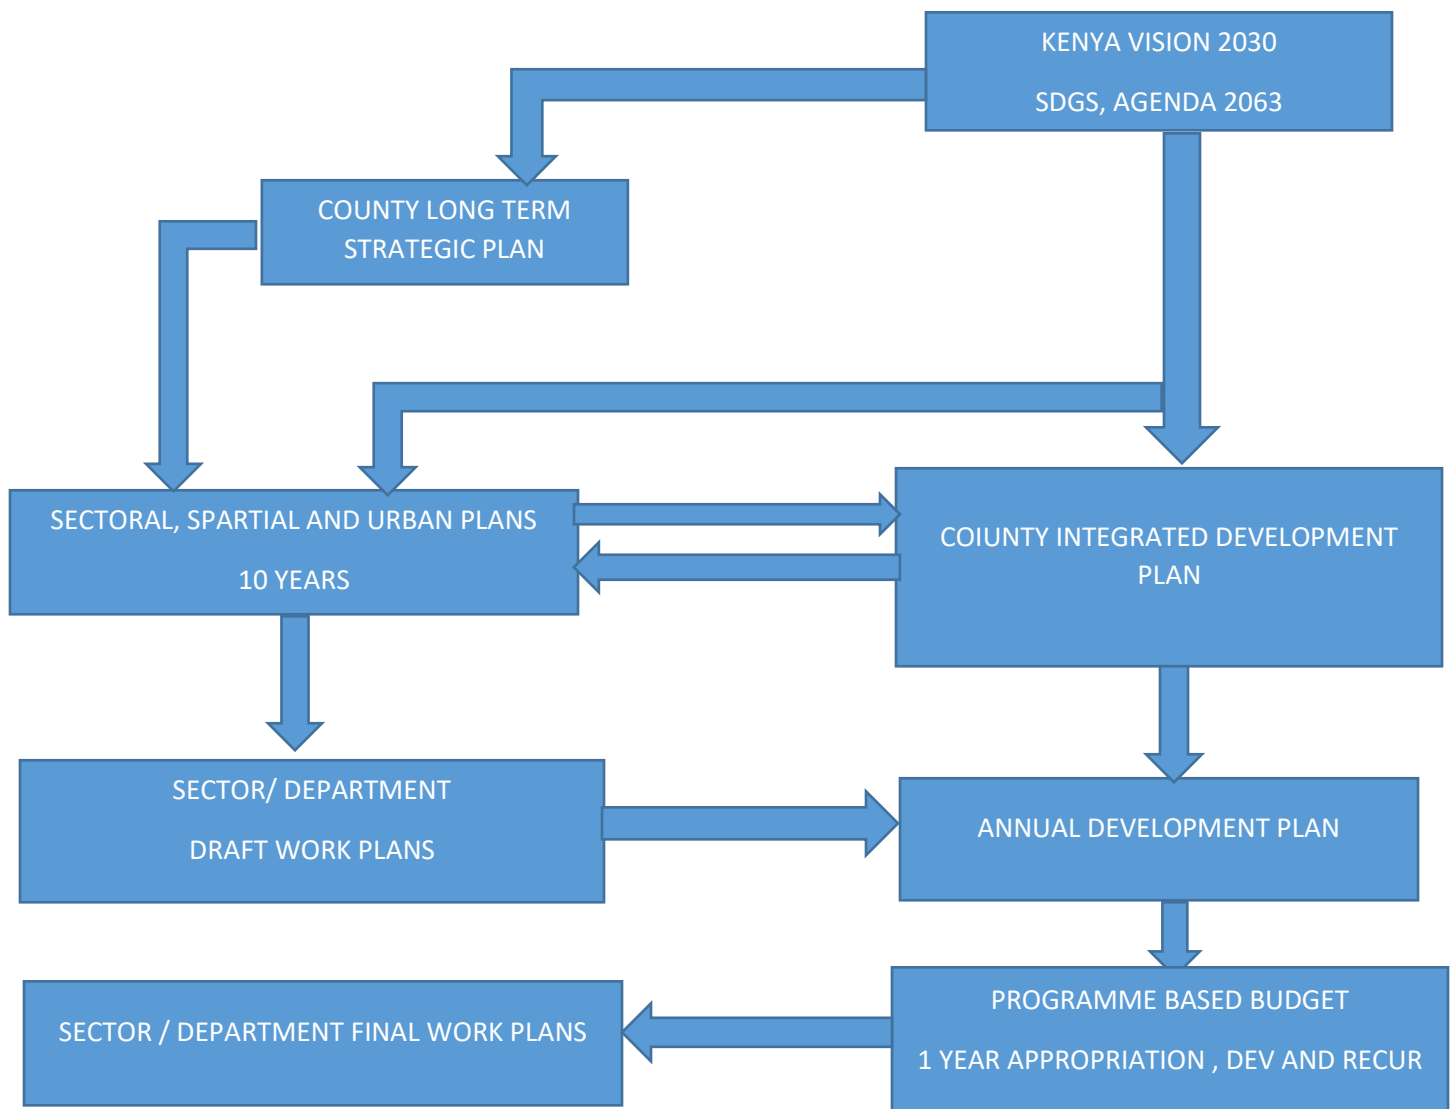 KENYA VISION 2030
SDGS, AGENDA 2063
COUNTY LONG TERM
STRATEGIC PLAN
SECTORAL, SPARTIAL AND URBAN PLANS
10 YEARS
COIUNTY INTEGRATED DEVELOPMENT
PLAN
SECTOR/ DEPARTMENT
DRAFT WORK PLANS
ANNUAL DEVELOPMENT PLAN
SECTOR / DEPARTMENT FINAL WORK PLANS
PROGRAMME BASED BUDGET
1 YEAR APPROPRIATION , DEV AND RECUR